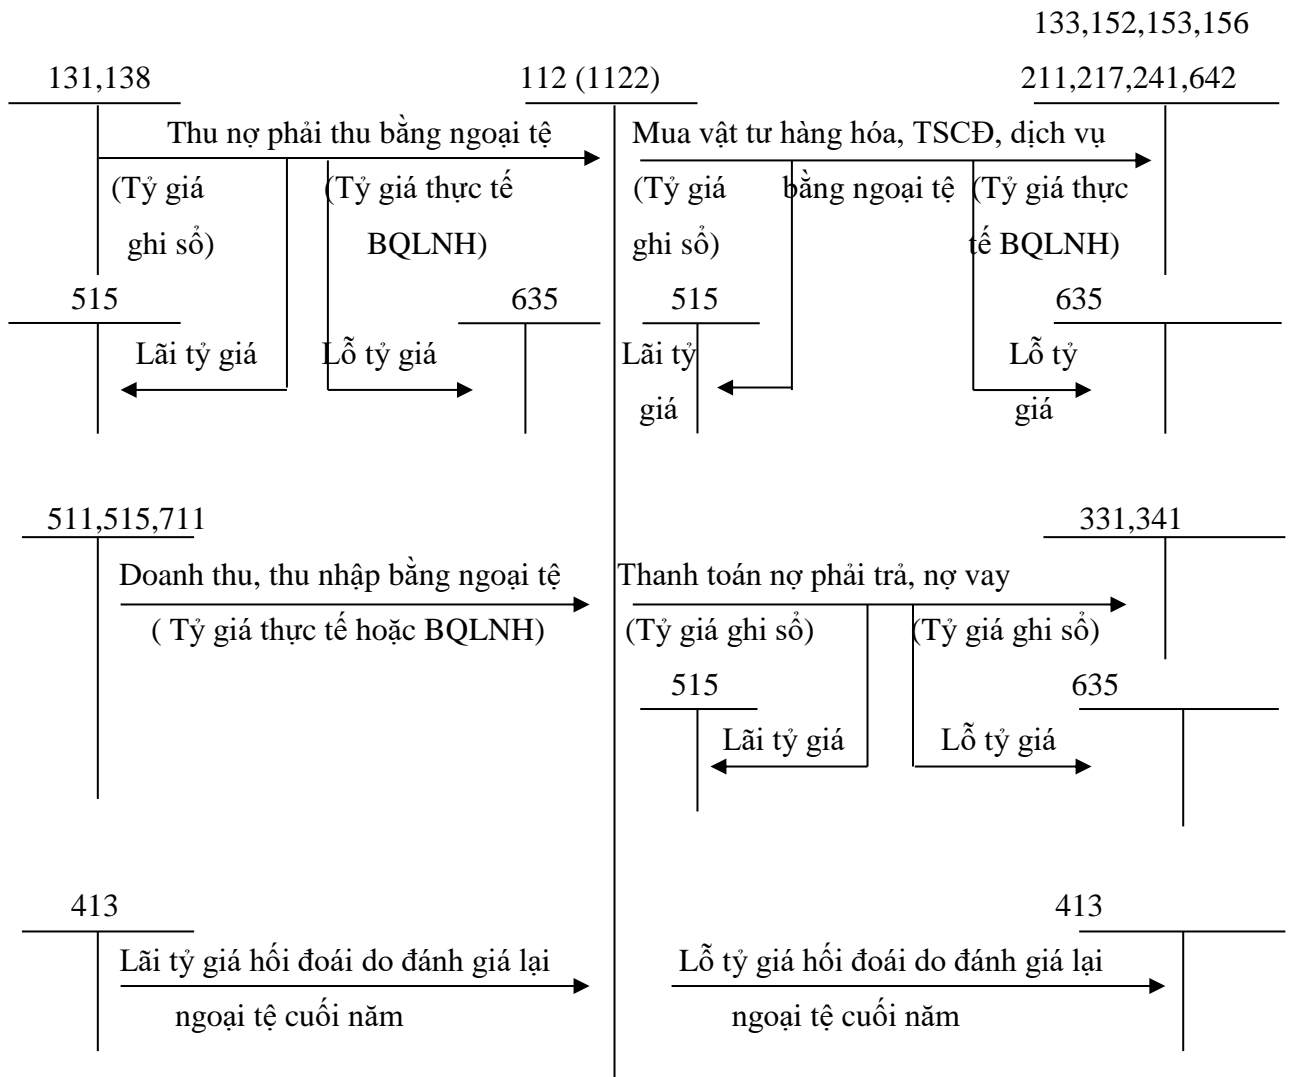 133,152,153,156
131,138 112 (1122) 211,217,241,642
Thu nợ phải thu bằng ngoại tệ Mua vật tư hàng hóa, TSCĐ, dịch vụ
(Tỷ giá (Tỷ giá thực tế (Tỷ giá bằng ngoại tệ (Tỷ giá thực
ghi sổ) BQLNH) ghi sổ) tế BQLNH)
515 635 515 635
Lãi tỷ giá Lỗ tỷ giá Lãi tỷ Lỗ tỷ
giá giá
511,515,711 331,341
Doanh thu, thu nhập bằng ngoại tệ Thanh toán nợ phải trả, nợ vay
( Tỷ giá thực tế hoặc BQLNH) (Tỷ giá ghi sổ) (Tỷ giá ghi sổ)
515 635
Lãi tỷ giá Lỗ tỷ giá
413 413
Lãi tỷ giá hối đoái do đánh giá lại Lỗ tỷ giá hối đoái do đánh giá lại
ngoại tệ cuối năm ngoại tệ cuối năm